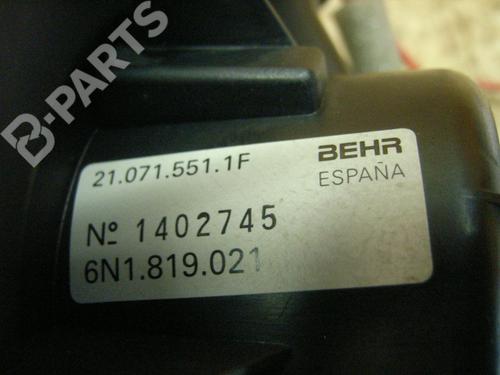 B-PARTS
21.071.551.1F
BEHR
ESPAÑA
Nº 1402745
6N1.819.021